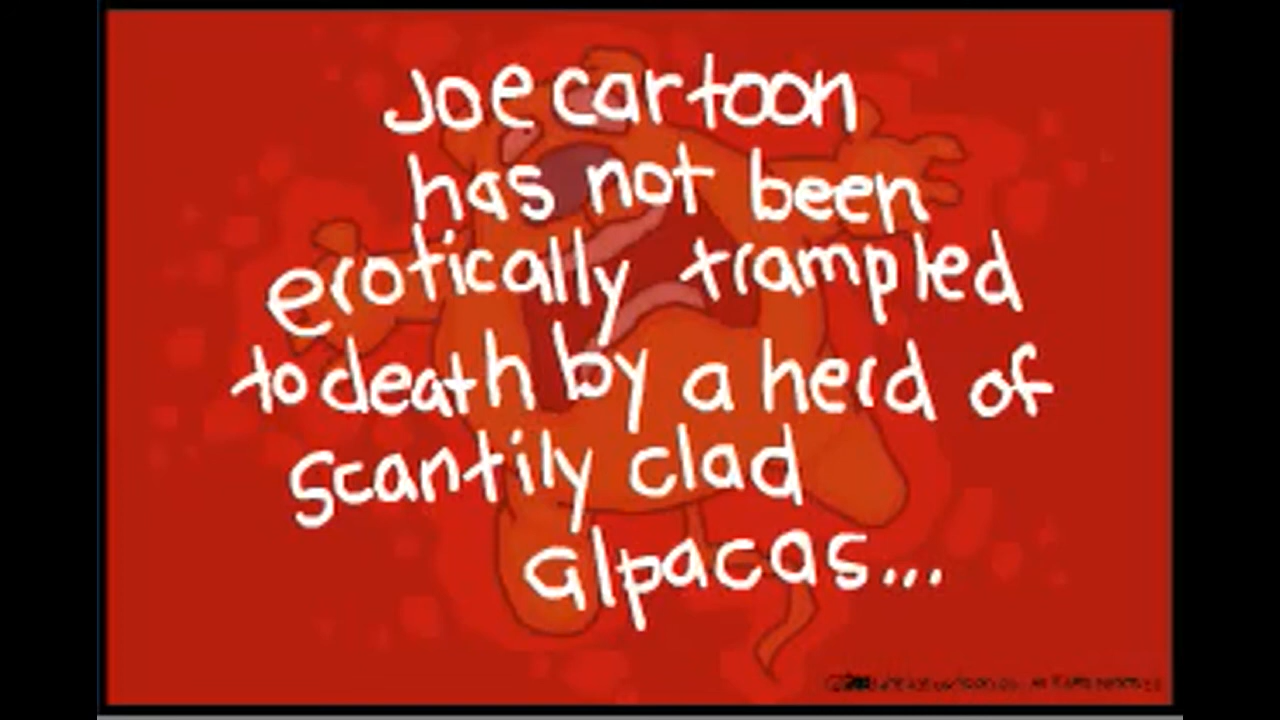 Joe cartoon
has not been
erotically trampled
to death by a herd of
scantily clad
alpacas...